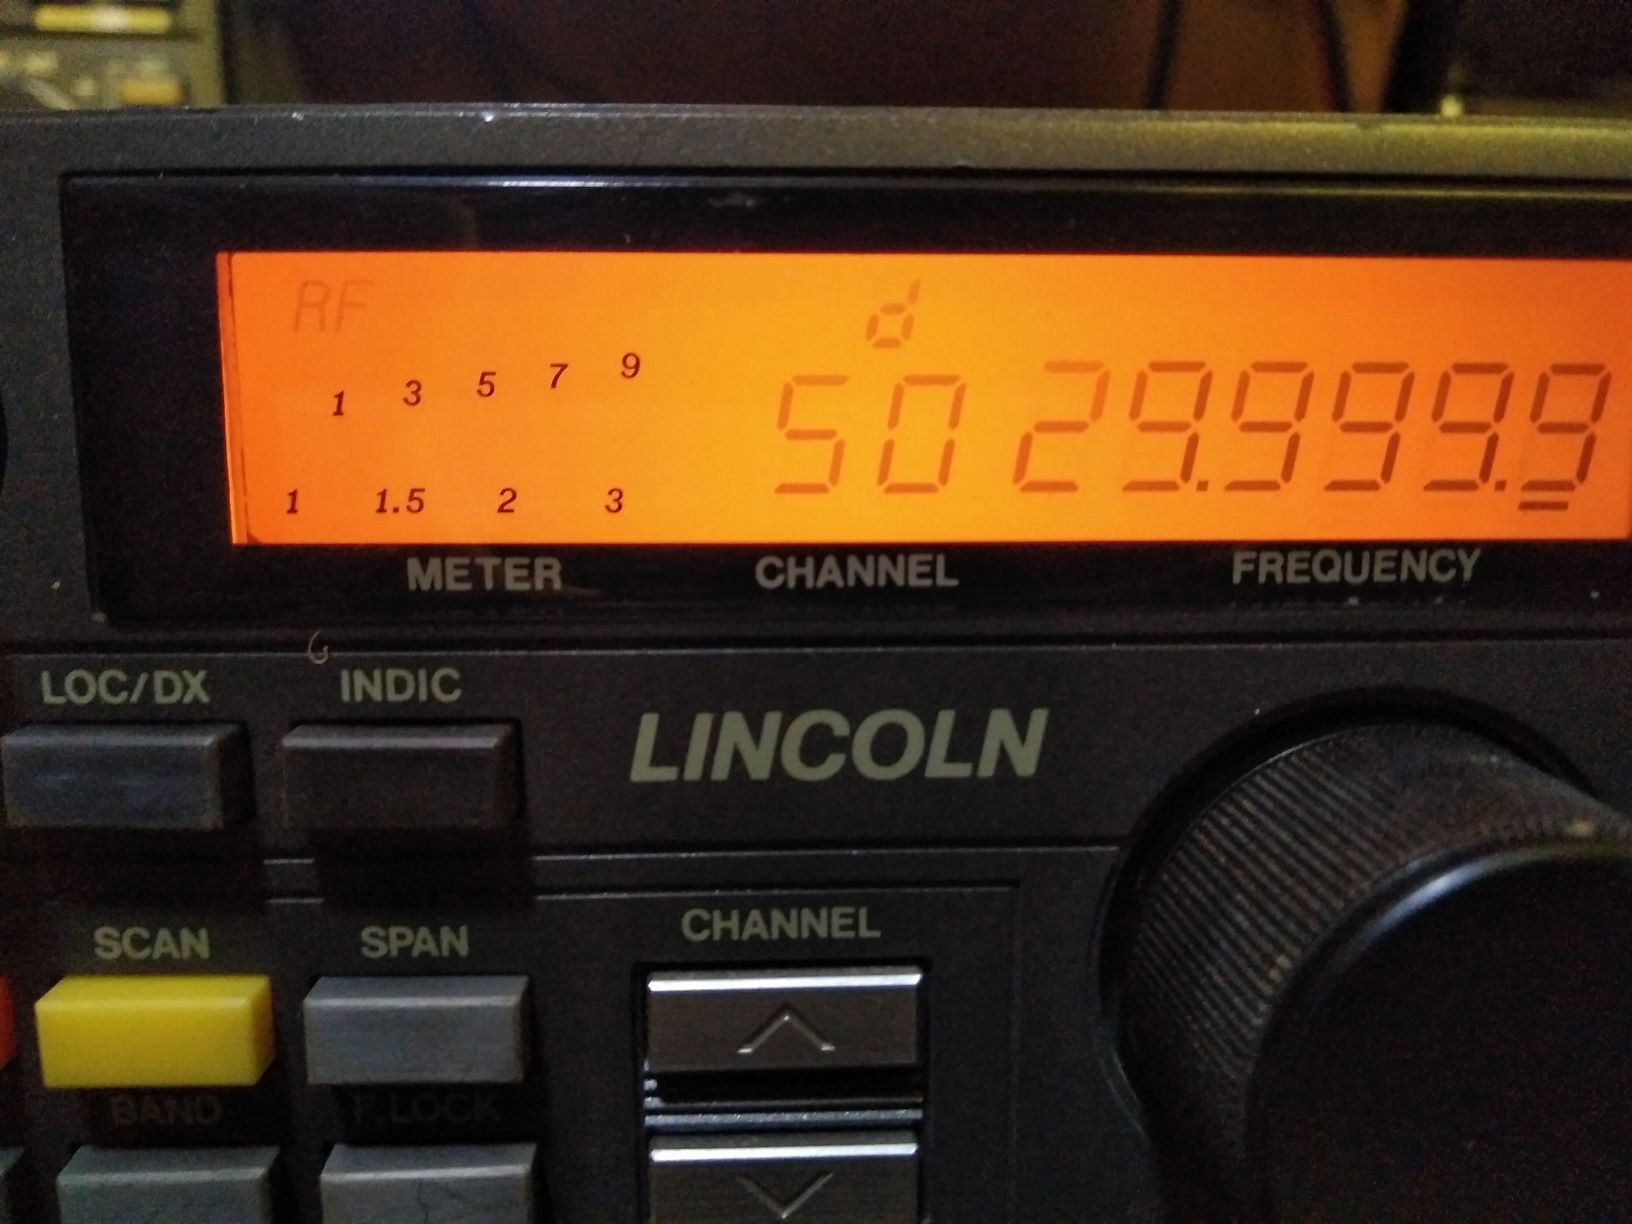 RF
d
1 3 5 7 9
50 29.999.9
1 1.5 2 3
METER CHANNEL FREQUENCY
LOC/DX INDIC
LINCOLN
SCAN SPAN CHANNEL
BAND F.LOCK